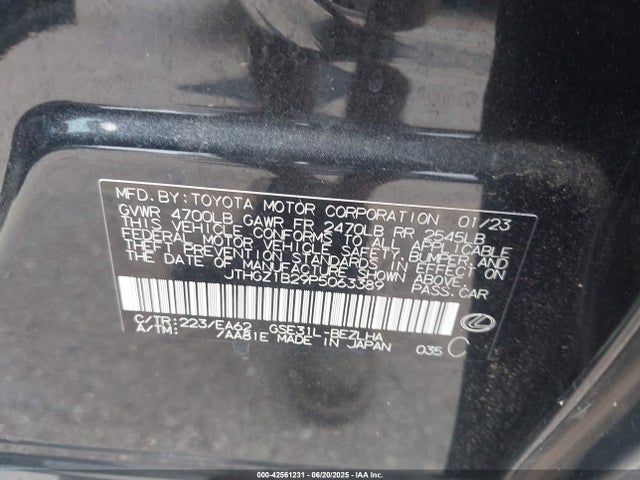 MFD. BY: TOYOTA MOTOR CORPORATION 01/23
GVWR 4700LB GAWR FR 2470LB RR 2545LB
THIS VEHICLE CONFORMS TO ALL APPLICABLE
FEDERAL MOTOR VEHICLE SAFETY, BUMPER, AND
THEFT PREVENTION STANDARDS IN EFFECT ON
THE DATE OF MANUFACTURE SHOWN ABOVE.
JTHGZ1B29P5063389 PASS. CAR
C/TR: 223/EA62 GSE31L-BEZLHA
A/TM: 7AA81E MADE IN JAPAN 035 C
000-42561231 - 06/20/2025 - IAA Inc.